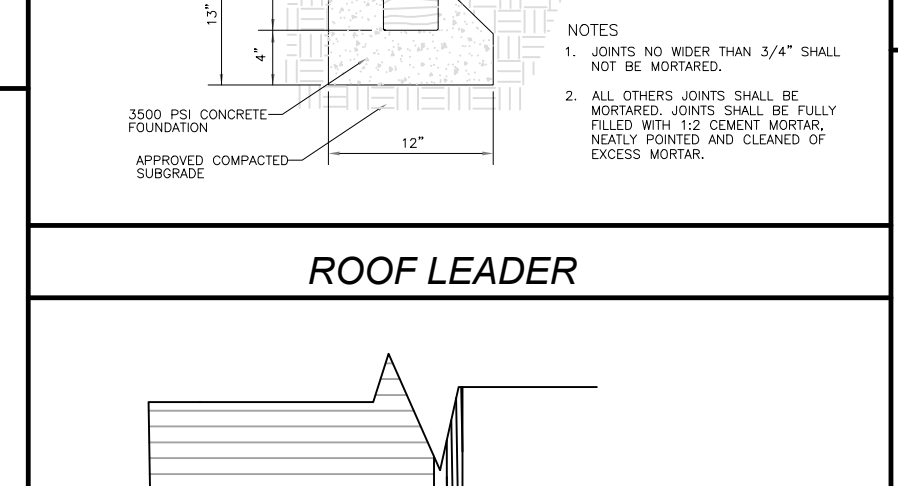 13"
4"
3500 PSI CONCRETE
FOUNDATION
12"
APPROVED COMPACTED
SUBGRADE
NOTES
1. JOINTS NO WIDER THAN 3/4" SHALL
NOT BE MORTARED.
2. ALL OTHERS JOINTS SHALL BE
MORTARED. JOINTS SHALL BE FULLY
FILLED WITH 1:2 CEMENT MORTAR,
NEATLY POINTED AND CLEANED OF
EXCESS MORTAR.
ROOF LEADER